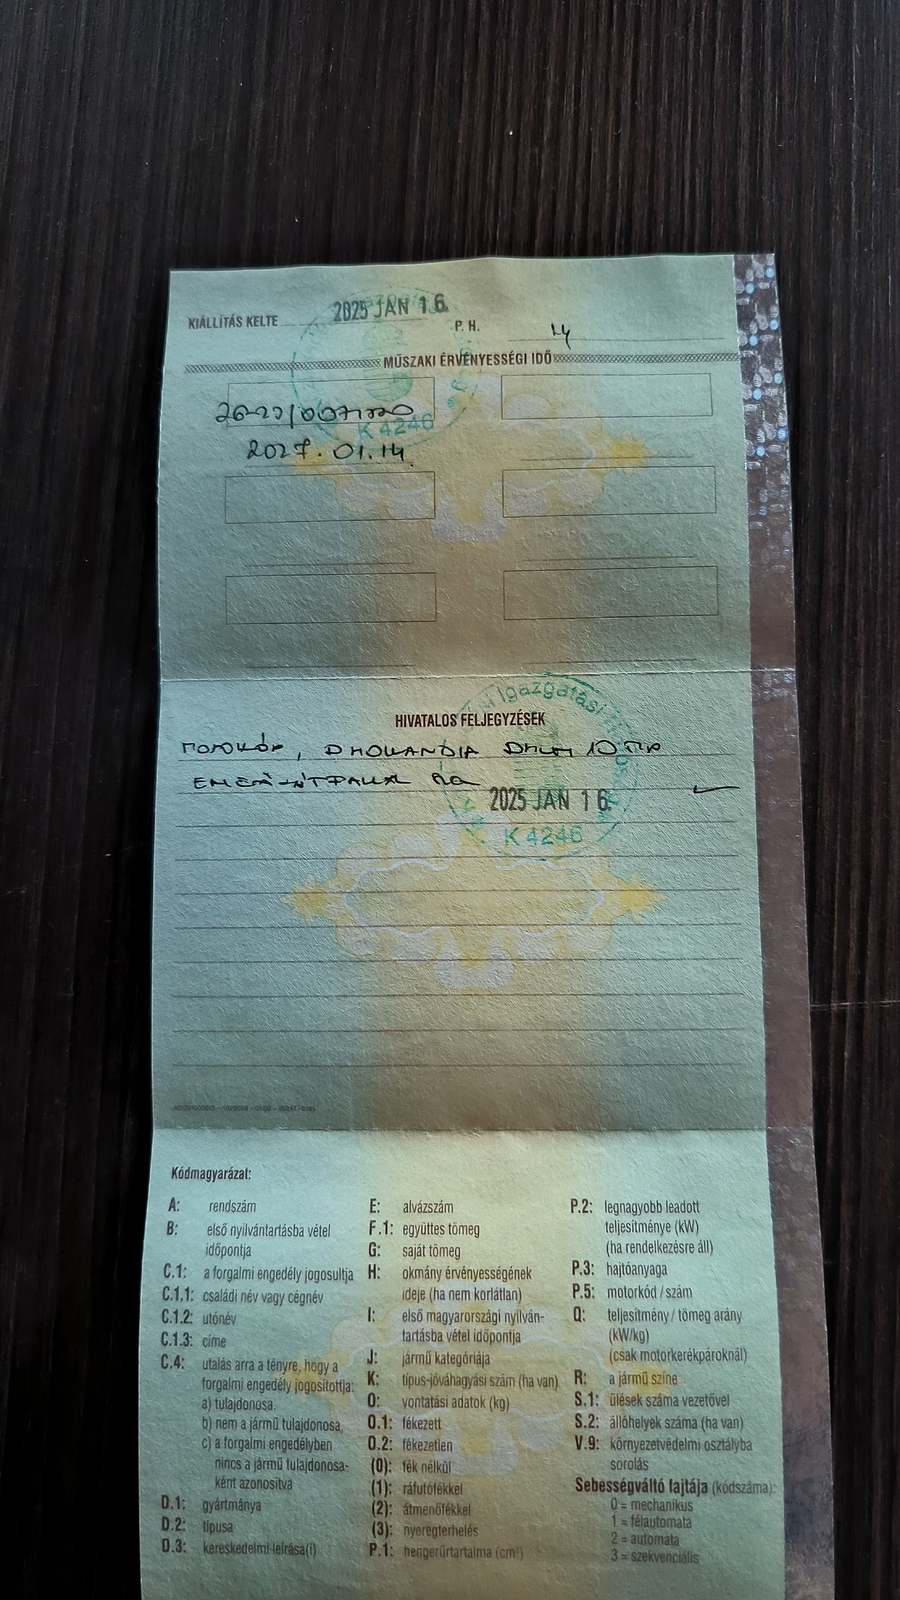 KIÁLLÍTÁS KELTE 2025 JAN 16.
P. H.
MŰSZAKI ÉRVÉNYESSÉGI IDŐ
K 4246
2027.01.14.
Igazgatási
HIVATALOS FELJEGYZÉSEK
, DHOLLANDIA
2025 JAN 16.
K 4246
Kódmagyarázat:
A: rendszám
B: első nyilvántartásba vétel
időpontja
C.1: a forgalmi engedély jogosultja
C.1.1: családi név vagy cégnév
C.1.2: utónév
C.1.3: címe
C.4: utalás arra a tényre, hogy a
forgalmi engedély jogosítottja:
a) tulajdonosa,
b) nem a jármű tulajdonosa,
c) a forgalmi engedélyben
nincs a jármű tulajdonosa-
ként azonosítva
D.1: gyártmánya
D.2: típusa
D.3: kereskedelmi leírása(i)
E: alvázszám
F.1: együttes tömeg
G: saját tömeg
H: okmány érvényességének
ideje (ha nem korlátlan)
I: első magyarországi nyilván-
tartásba vétel időpontja
J: jármű kategóriája
K: típus-jóváhagyási szám (ha van)
O: vontatási adatok (kg)
O.1: fékezett
O.2: fékezetlen
(0): fék nélkül
(1): ráfutófékkel
(2): átmenőfékkel
(3): nyeregterhelés
P.1: hengerűrtartalma (cm³)
P.2: legnagyobb leadott
teljesítménye (kW)
(ha rendelkezésre áll)
P.3: hajtóanyaga
P.5: motorkód / szám
Q: teljesítmény / tömeg arány
(kW/kg)
(csak motorkerékpároknál)
R: a jármű színe
S.1: ülések száma vezetővel
S.2: állóhelyek száma (ha van)
V.9: környezetvédelmi osztályba
sorolás
Sebességváltó fajtája (kódszáma):
0 = mechanikus
1 = félautomata
2 = automata
3 = szekvenciális